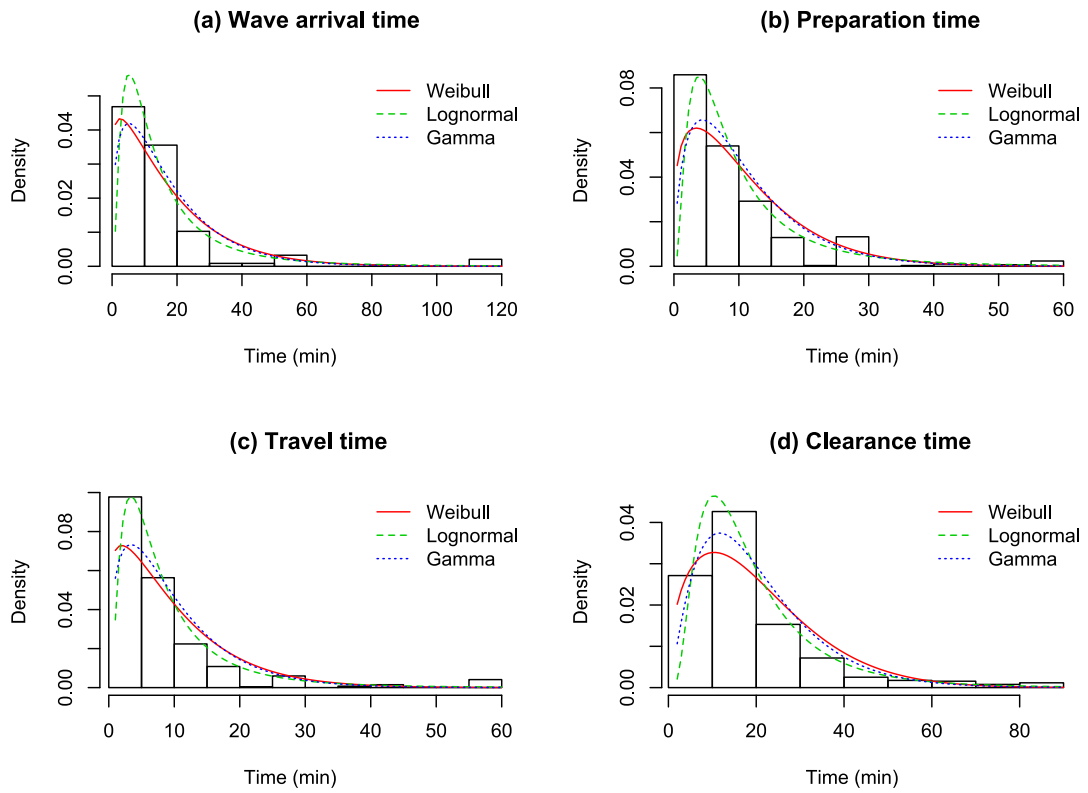 (a) Wave arrival time
Density
0.00 0.02 0.04
Weibull
Lognormal
Gamma
0 20 40 60 80 100 120
Time (min)
(b) Preparation time
Density
0.00 0.04 0.08
Weibull
Lognormal
Gamma
0 10 20 30 40 50 60
Time (min)
(c) Travel time
Density
0.00 0.04 0.08
Weibull
Lognormal
Gamma
0 10 20 30 40 50 60
Time (min)
(d) Clearance time
Density
0.00 0.02 0.04
Weibull
Lognormal
Gamma
0 20 40 60 80
Time (min)